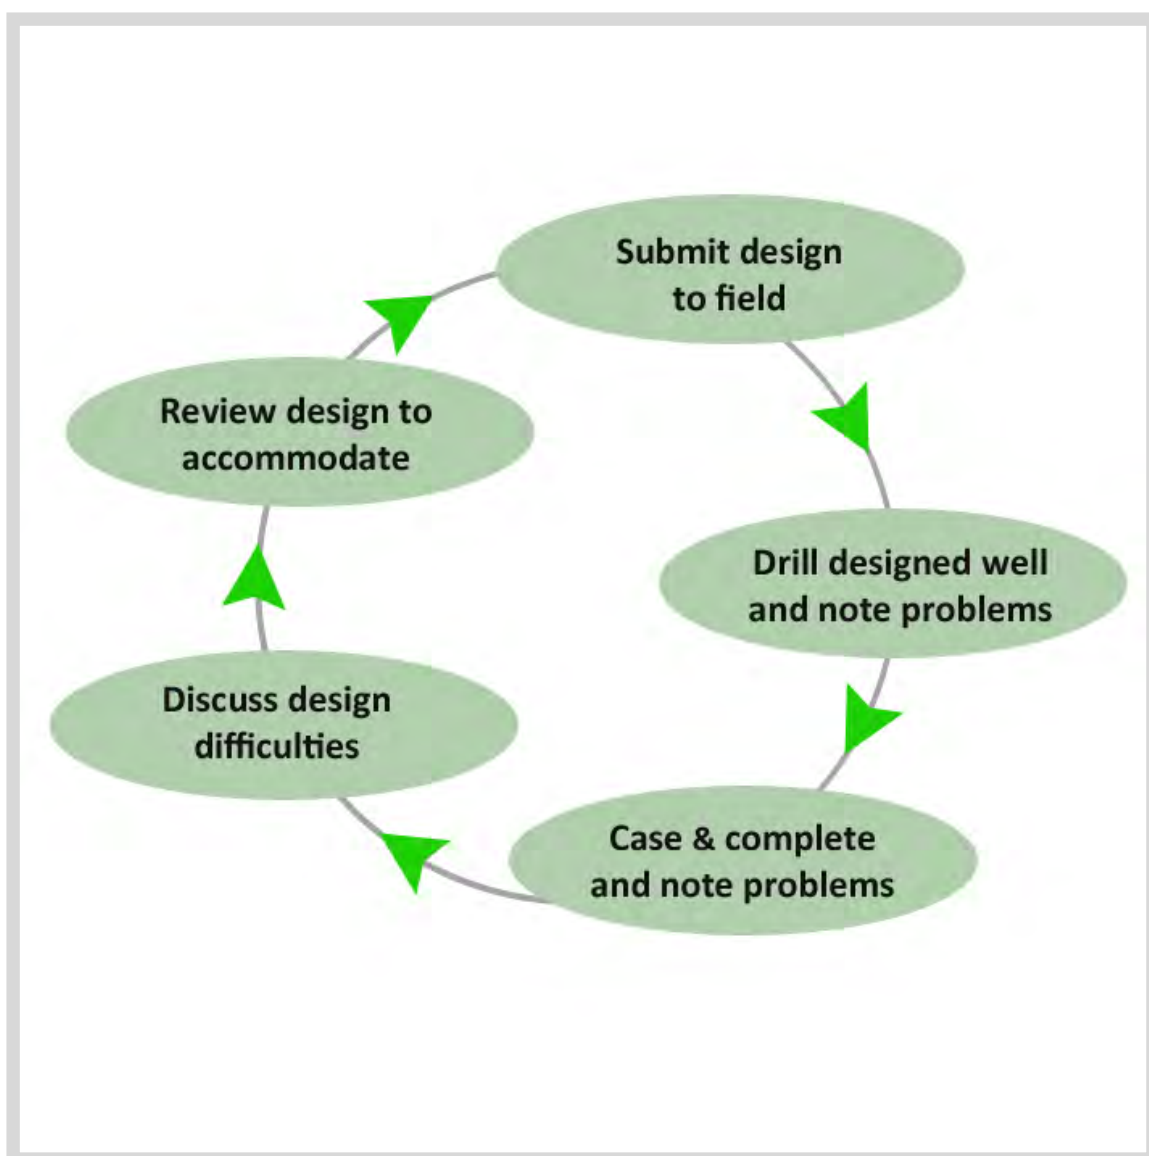 Submit design
to field
Drill designed well
and note problems
Case & complete
and note problems
Discuss design
difficulties
Review design to
accommodate